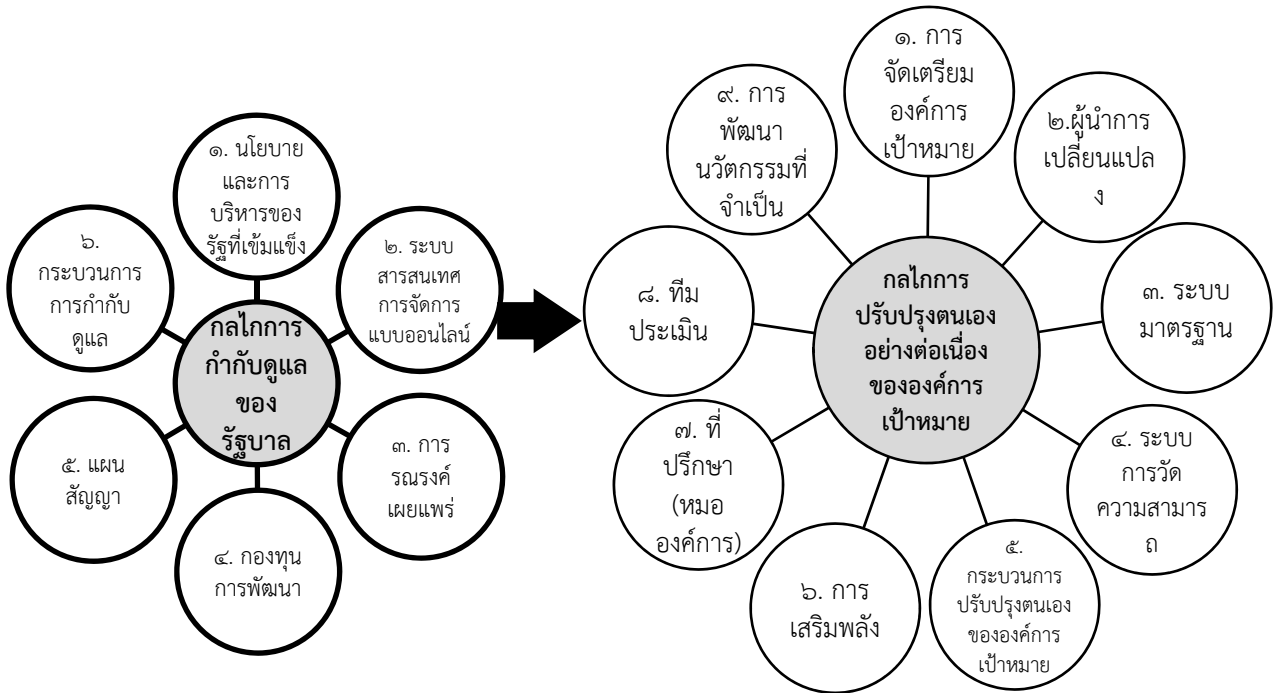 ๑. นโยบาย
และการ
บริหารของ
รัฐที่เข้มแข็ง
๒. ระบบ
สารสนเทศ
การจัดการ
แบบออนไลน์
๓. การ
รณรงค์
เผยแพร่
๔. กองทุน
การพัฒนา
๕. แผน
สัญญา
๖.
กระบวนการ
การกำกับ
ดูแล
กลไกการ
กำกับดูแล
ของ
รัฐบาล
๑. การ
จัดเตรียม
องค์การ
เป้าหมาย
๒.ผู้นำการ
เปลี่ยนแปล
ง
๓. ระบบ
มาตรฐาน
๔. ระบบ
การวัด
ความสามาร
ถ
๕.
กระบวนการ
ปรับปรุงตนเอง
ขององค์การ
เป้าหมาย
๖. การ
เสริมพลัง
๗. ที่
ปรึกษา
(หมอ
องค์การ)
๘. ทีม
ประเมิน
๙. การ
พัฒนา
นวัตกรรมที่
จำเป็น
กลไกการ
ปรับปรุงตนเอง
อย่างต่อเนื่อง
ขององค์การ
เป้าหมาย